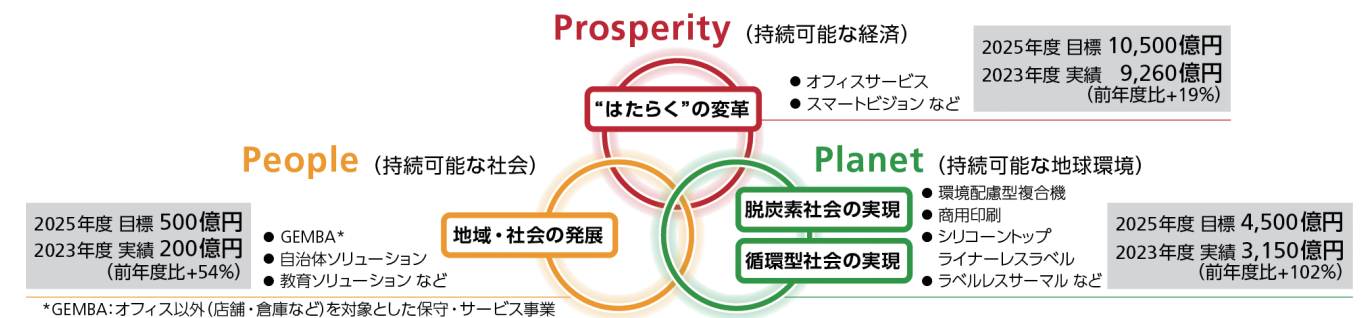 Prosperity (持続可能な経済)
● オフィスサービス
● スマートビジョン など
2025年度 目標 10,500億円
2023年度 実績 9,260億円
(前年度比+19%)
“はたらく”の変革
People (持続可能な社会)
2025年度 目標 500億円
2023年度 実績 200億円
(前年度比+54%)
● GEMBA*
● 自治体ソリューション
● 教育ソリューション など
地域・社会の発展
*GEMBA:オフィス以外(店舗・倉庫など)を対象とした保守・サービス事業
Planet (持続可能な地球環境)
脱炭素社会の実現
循環型社会の実現
● 環境配慮型複合機
● 商用印刷
● シリコーントップ
ライナーレスラベル
● ラベルレスサーマル など
2025年度 目標 4,500億円
2023年度 実績 3,150億円
(前年度比+102%)